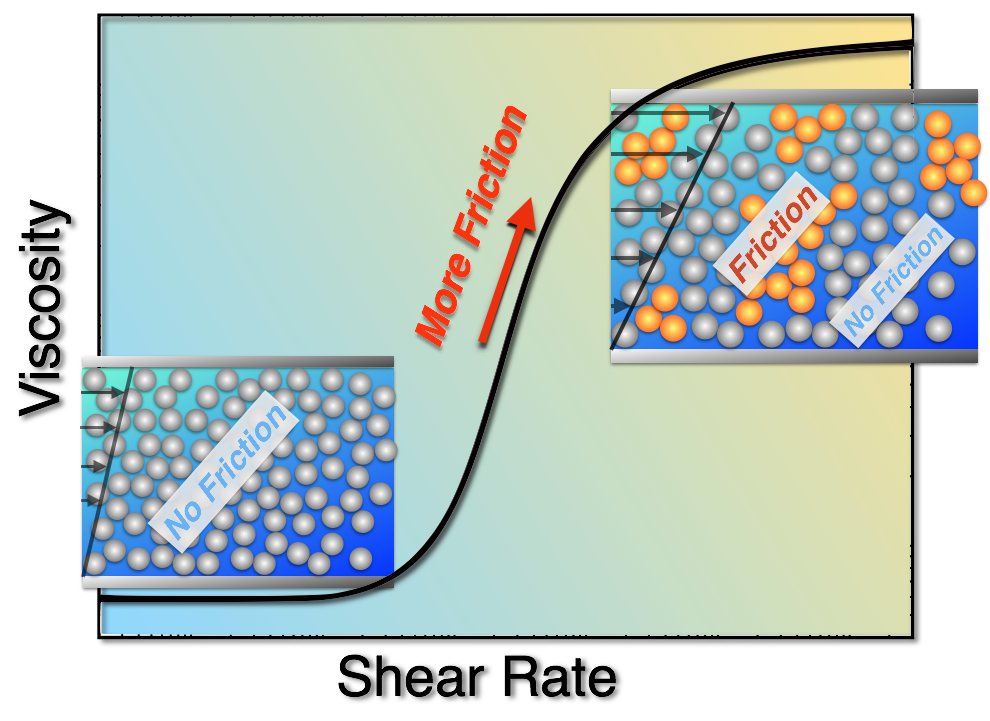 Viscosity
More Friction
Friction
No Friction
No Friction
Shear Rate